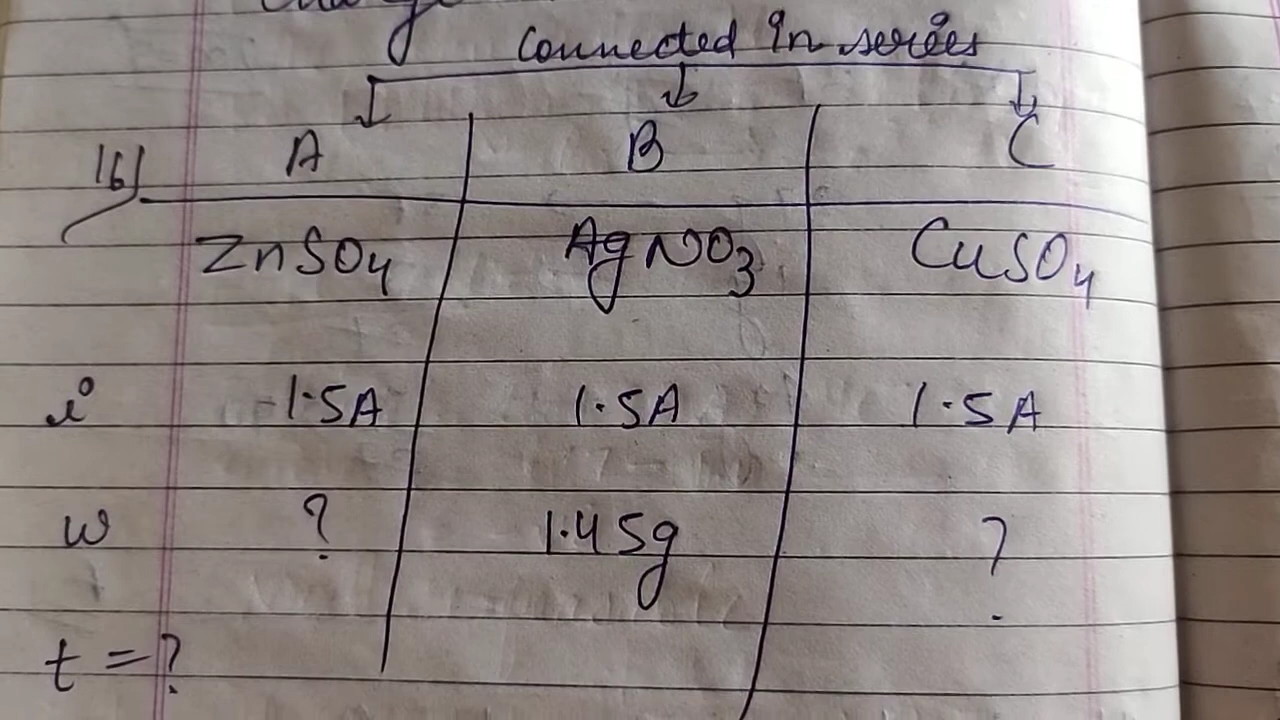 Connected In series
16) A B C
ZnSO4 AgNO3 CuSO4
i 1.5A 1.5A 1.5A
w ? 1.45g ?
t = ?